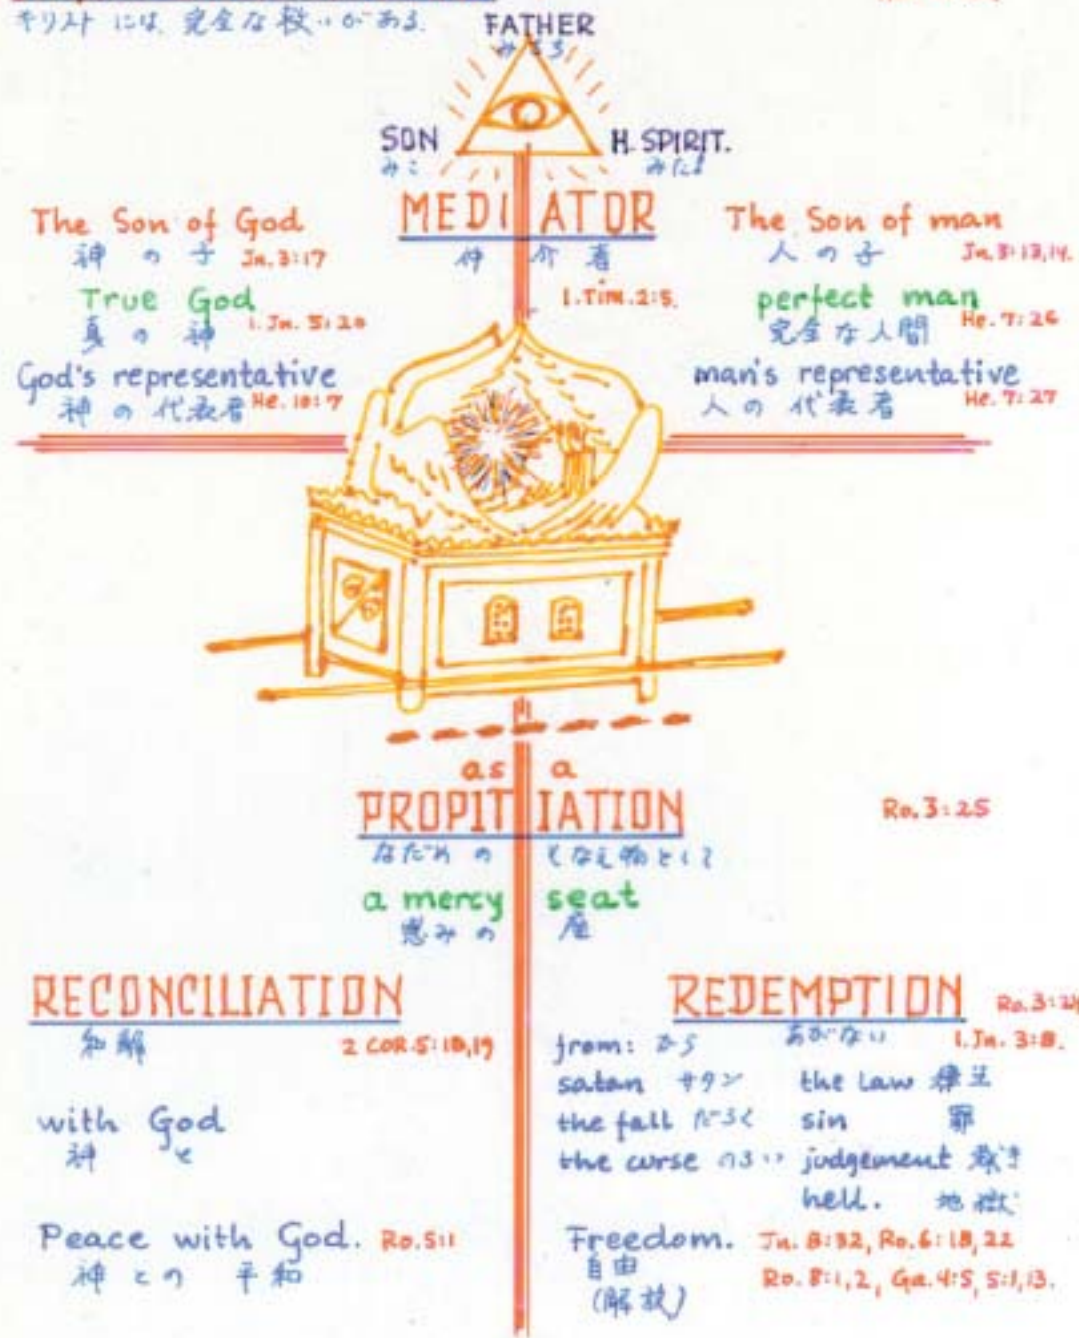 キリストには、完全な救いがある.
FATHER
みちち
SON H. SPIRIT.
みこ みたま
MEDIATOR
仲介者
The Son of God
神の子 Jn. 3:17
True God
真の神 1. Jn. 5:20
God's representative
神の代表者 He. 10:7
1. Tim. 2:5.
The Son of man
人の子 Jn. 3:13,14.
perfect man
完全な人間 He. 7:26
man's representative
人の代表者 He. 7:27
as a
PROPITIATION Ro. 3:25
なだめの そなえ物として
a mercy seat
恵みの座
RECONCILIATION
和解 2 COR. 5:18,19
with God
神と
Peace with God. Ro. 5:1
神との平和
REDEMPTION Ro. 3:24
from: から あがない 1. Jn. 3:8.
satan サタン the Law 律法
the fall だらく sin 罪
the curse のろい judgement 裁き
hell. 地獄
Freedom. Jn. 8:32, Ro. 6:18,22
自由 Ro. 8:1,2, Ga. 4:5, 5:1,13.
(解放)